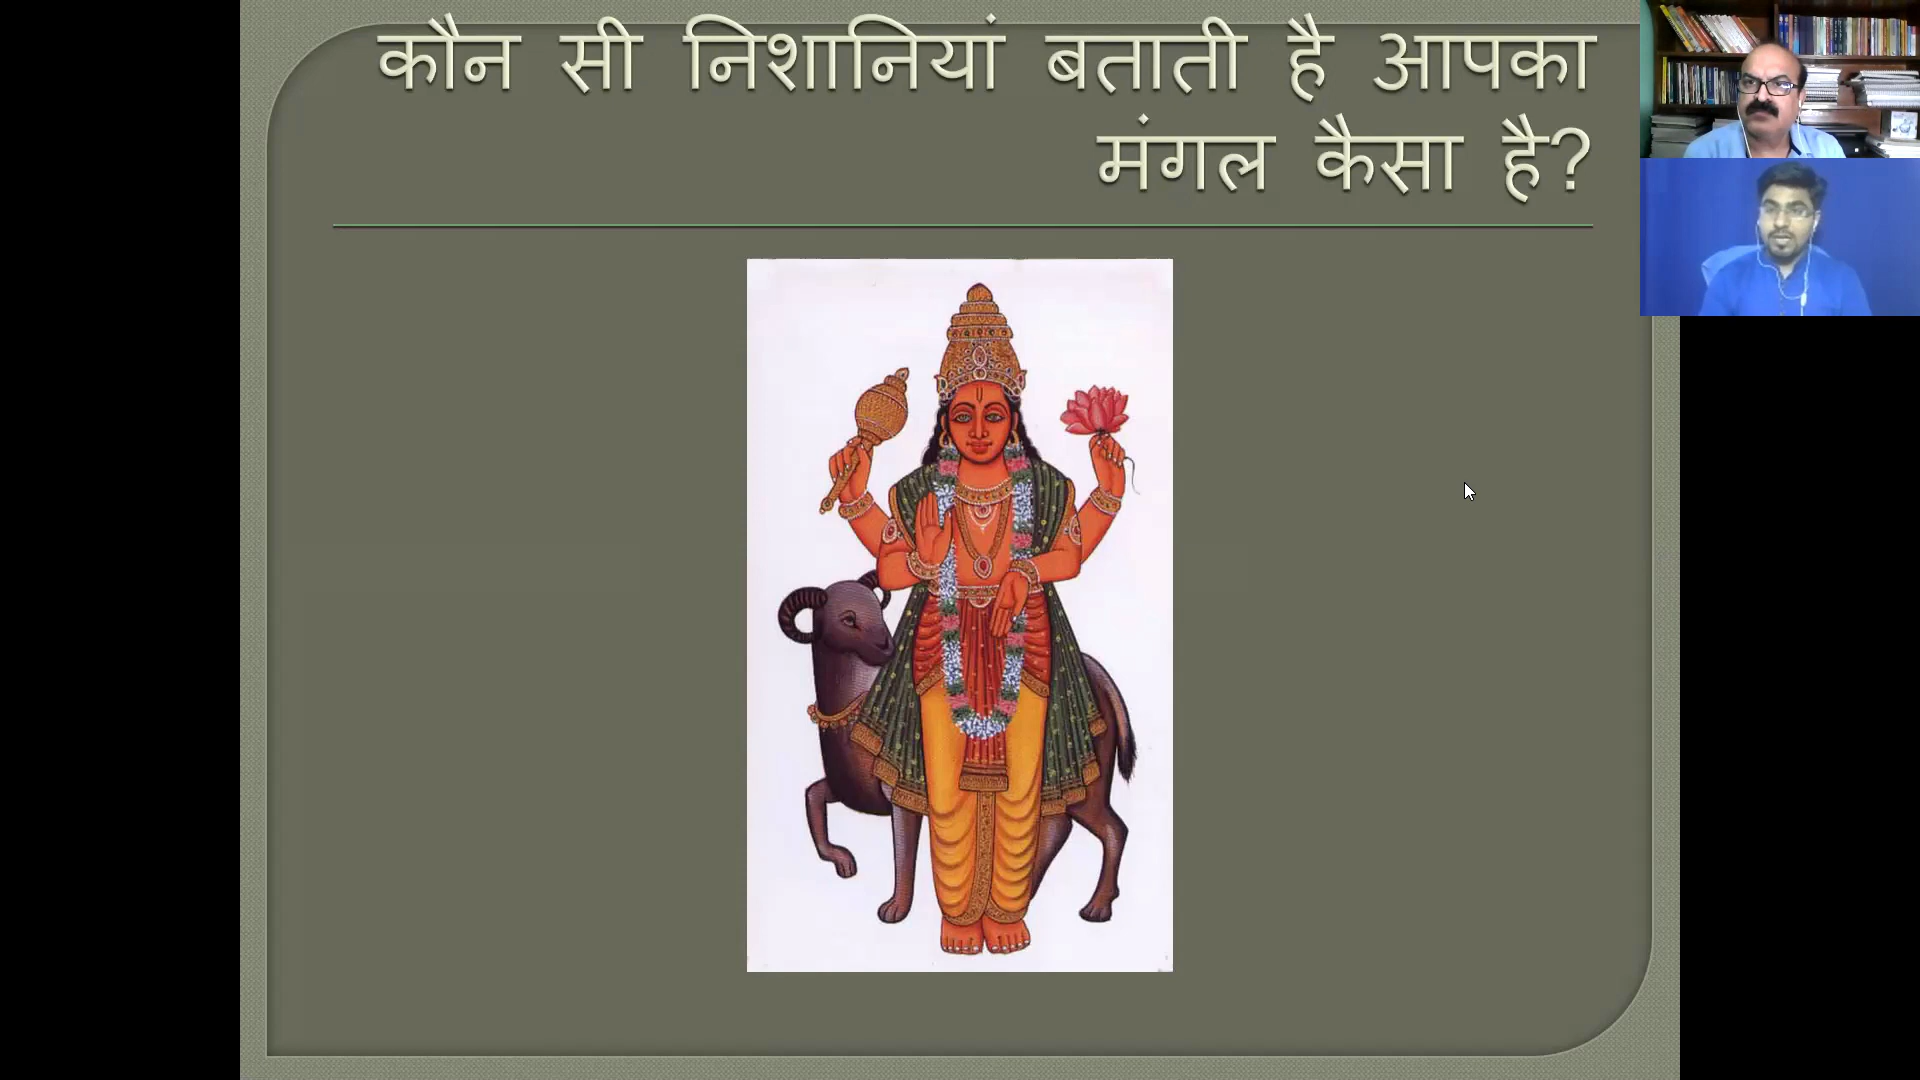 कौन सी निशानियां बताती है आपका
मंगल कैसा है?